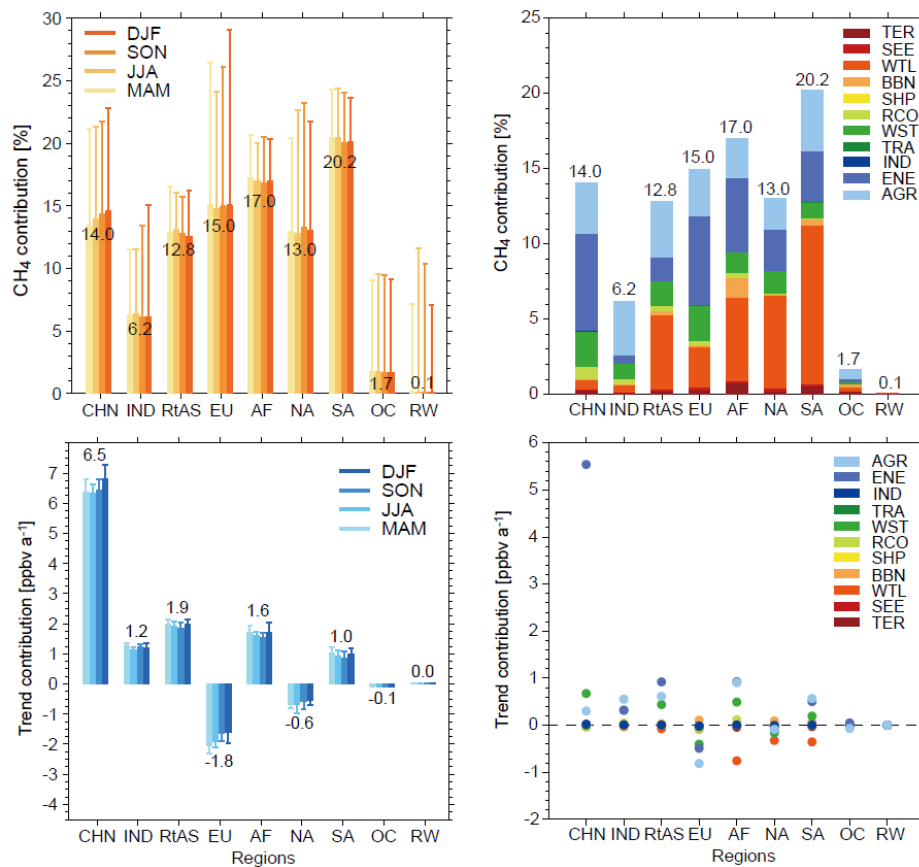 30
25
20
15
10
5
0
CH4 contribution [%]
DJF
SON
JJA
MAM
14.0
6.2
12.8
15.0
17.0
13.0
20.2
1.7
0.1
CHN IND RtAS EU AF NA SA OC RW
25
20
15
10
5
0
CH4 contribution [%]
TER
SEE
WTL
BBN
SHP
RCO
WST
TRA
IND
ENE
AGR
14.0
6.2
12.8
15.0
17.0
13.0
20.2
1.7
0.1
CHN IND RtAS EU AF NA SA OC RW
7
6
5
4
3
2
1
0
-1
-2
-3
-4
Trend contribution [ppbv a⁻¹]
DJF
SON
JJA
MAM
6.5
1.2
1.9
-1.8
1.6
-0.6
1.0
-0.1
0.0
CHN IND RtAS EU AF NA SA OC RW
Regions
6
5
4
3
2
1
0
-1
-2
Trend contribution [ppbv a⁻¹]
AGR
ENE
IND
TRA
WST
RCO
SHP
BBN
WTL
SEE
TER
CHN IND RtAS EU AF NA SA OC RW
Regions